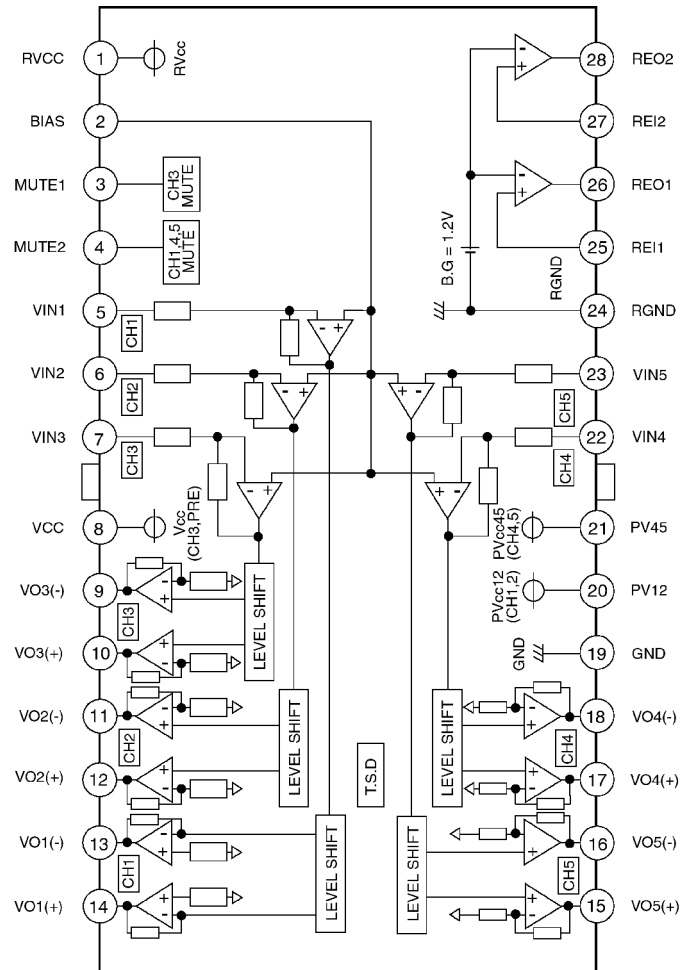 RVCC 1 RVcc
BIAS 2
MUTE1 3 CH3 MUTE
MUTE2 4 CH1,4,5 MUTE
VIN1 5 CH1
VIN2 6 CH2
VIN3 7 CH3
VCC 8 Vcc (CH3,PRE)
VO3(-) 9
CH3
VO3(+) 10
VO2(-) 11
CH2
VO2(+) 12
VO1(-) 13
CH1
VO1(+) 14
- +
- +
- +
- +
- +
LEVEL SHIFT
LEVEL SHIFT
LEVEL SHIFT
T.S.D
LEVEL SHIFT
LEVEL SHIFT
-
+
+
-
-
+
+
-
-
+
+
-
-
+
-
+
B.G = 1.2V
RGND
28 REO2
27 REI2
26 REO1
25 REI1
24 RGND
CH5 23 VIN5
CH4 22 VIN4
PVcc45 (CH4,5) 21 PV45
PVcc12 (CH1,2) 20 PV12
GND 19 GND
18 VO4(-)
CH4
17 VO4(+)
16 VO5(-)
CH5
15 VO5(+)
-
+
+
-
-
+
+
-